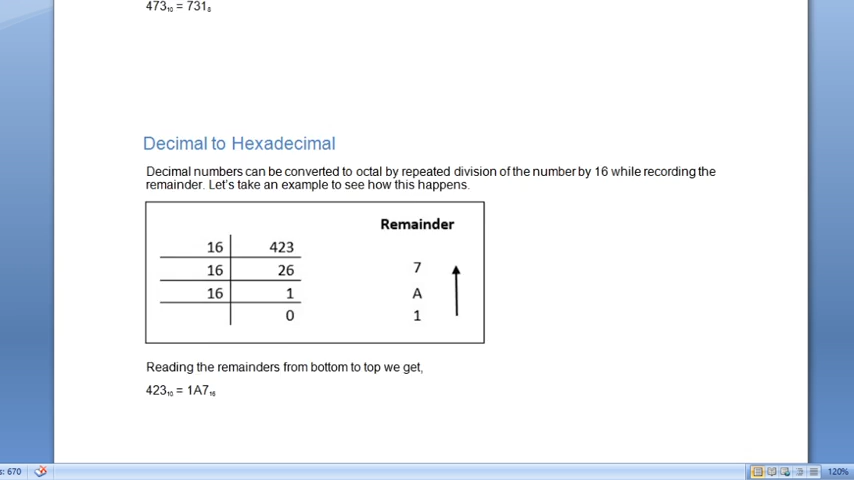 473₁₀ = 731₈
Decimal to Hexadecimal
Decimal numbers can be converted to octal by repeated division of the number by 16 while recording the
remainder. Let's take an example to see how this happens.
Remainder
16 423
16 26 7
16 1 A
0 1
Reading the remainders from bottom to top we get,
423₁₀ = 1A7₁₆
s: 670
120%